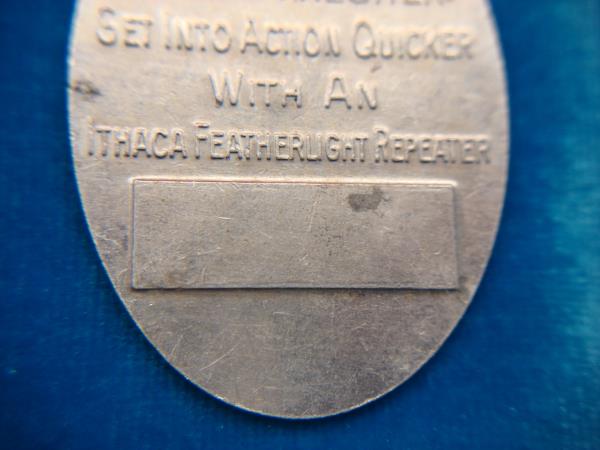 Set Into Action Quicker
With An
Ithaca Featherlight Repeater